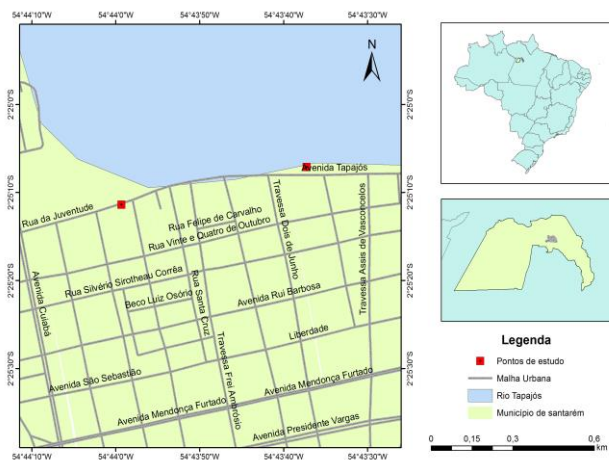 54°44'10"O 54°44'0"O 54°43'50"O 54°43'40"O 54°43'30"O
N
2°25'0"S
2°25'0"S
Avenida Tapajós
2°25'10"S
2°25'10"S
Rua da Juventude
Rua Felipe de Carvalho
Rua Vinte e Quatro de Outubro
Travessa Dois de Junho
Travessa Assis de Vasconcelos
Avenida Cuiabá
Rua Silvério Sirotheau Corrêa
Rua Santa Cruz
Beco Luiz Osório
Avenida Rui Barbosa
2°25'20"S
2°25'20"S
Liberdade
Travessa Frei Ambrósio
Avenida São Sebastião
2°25'30"S
2°25'30"S
Avenida Mendonça Furtado
Avenida Mendonça Furtado
Avenida Presidente Vargas
54°44'10"O 54°44'0"O 54°43'50"O 54°43'40"O 54°43'30"O
Legenda
Pontos de estudo
Malha Urbana
Rio Tapajós
Município de santarém
0 0,15 0,3 0,6
km